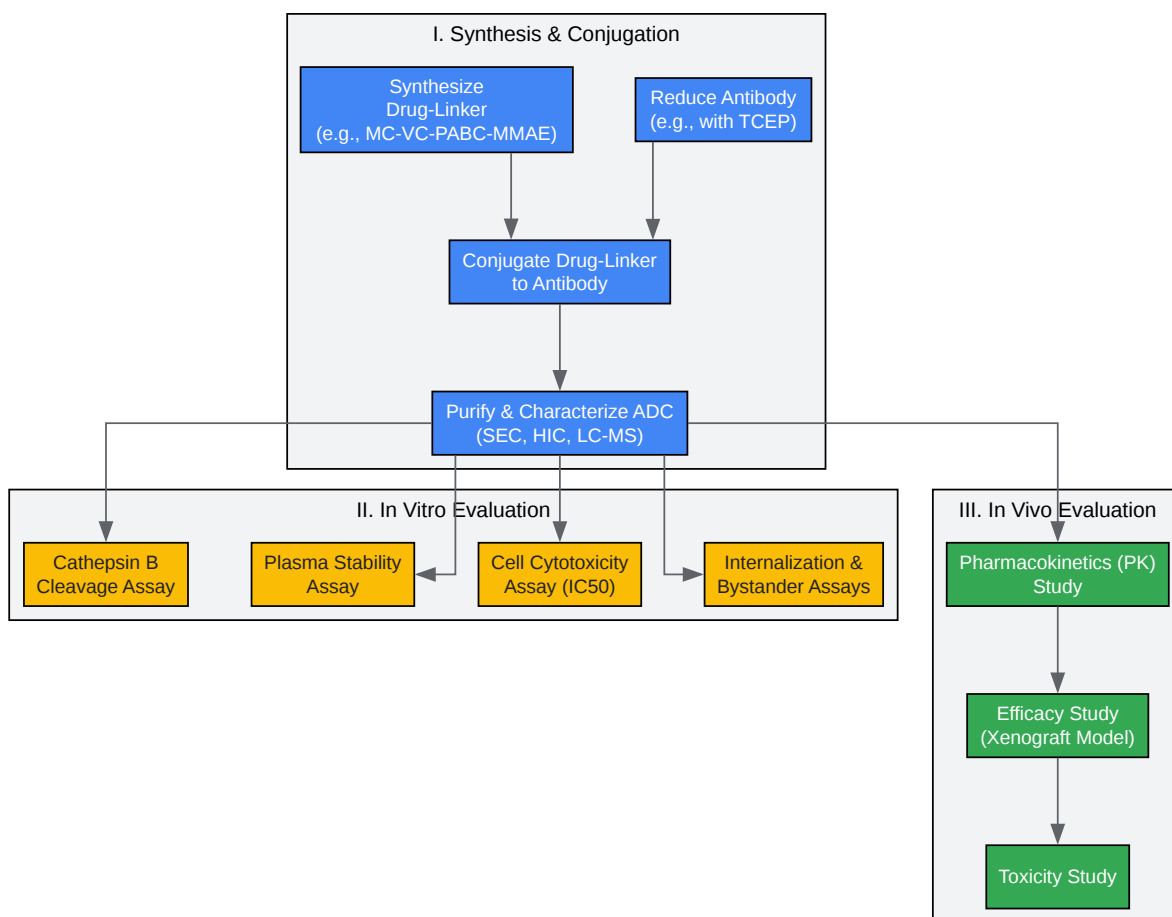 I. Synthesis & Conjugation
Synthesize
Drug-Linker
(e.g., MC-VC-PABC-MMAE)
Reduce Antibody
(e.g., with TCEP)
Conjugate Drug-Linker
to Antibody
Purify & Characterize ADC
(SEC, HIC, LC-MS)
II. In Vitro Evaluation
Cathepsin B
Cleavage Assay
Plasma Stability
Assay
Cell Cytotoxicity
Assay (IC50)
Internalization &
Bystander Assays
III. In Vivo Evaluation
Pharmacokinetics (PK)
Study
Efficacy Study
(Xenograft Model)
Toxicity Study